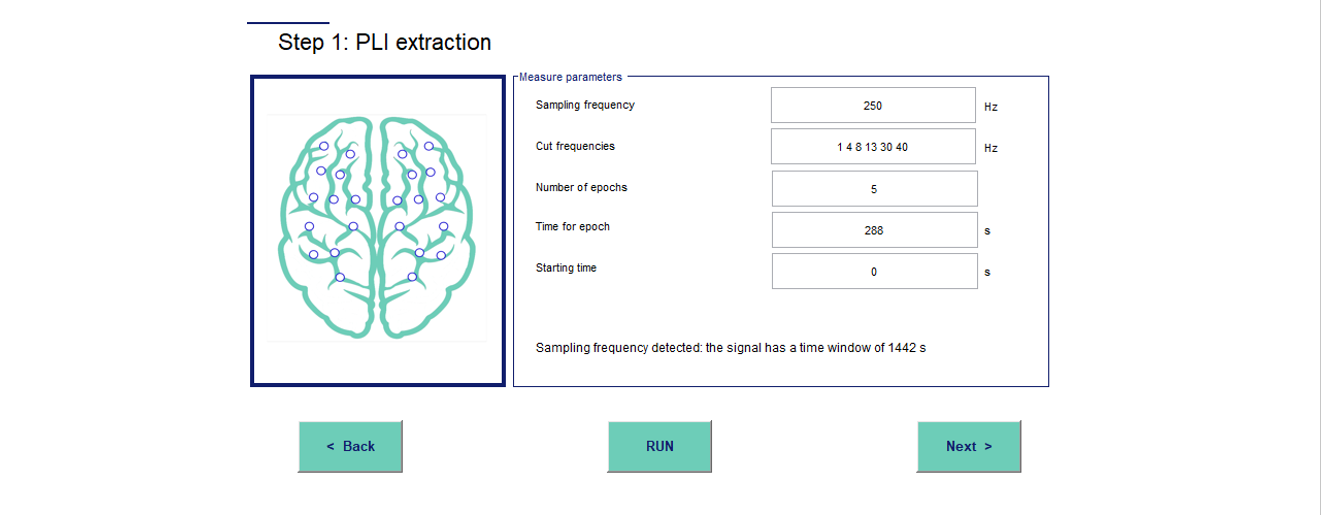 Step 1: PLI extraction
Measure parameters
Sampling frequency 250 Hz
Cut frequencies 1 4 8 13 30 40 Hz
Number of epochs 5
Time for epoch 288 s
Starting time 0 s
Sampling frequency detected: the signal has a time window of 1442 s
< Back RUN Next >